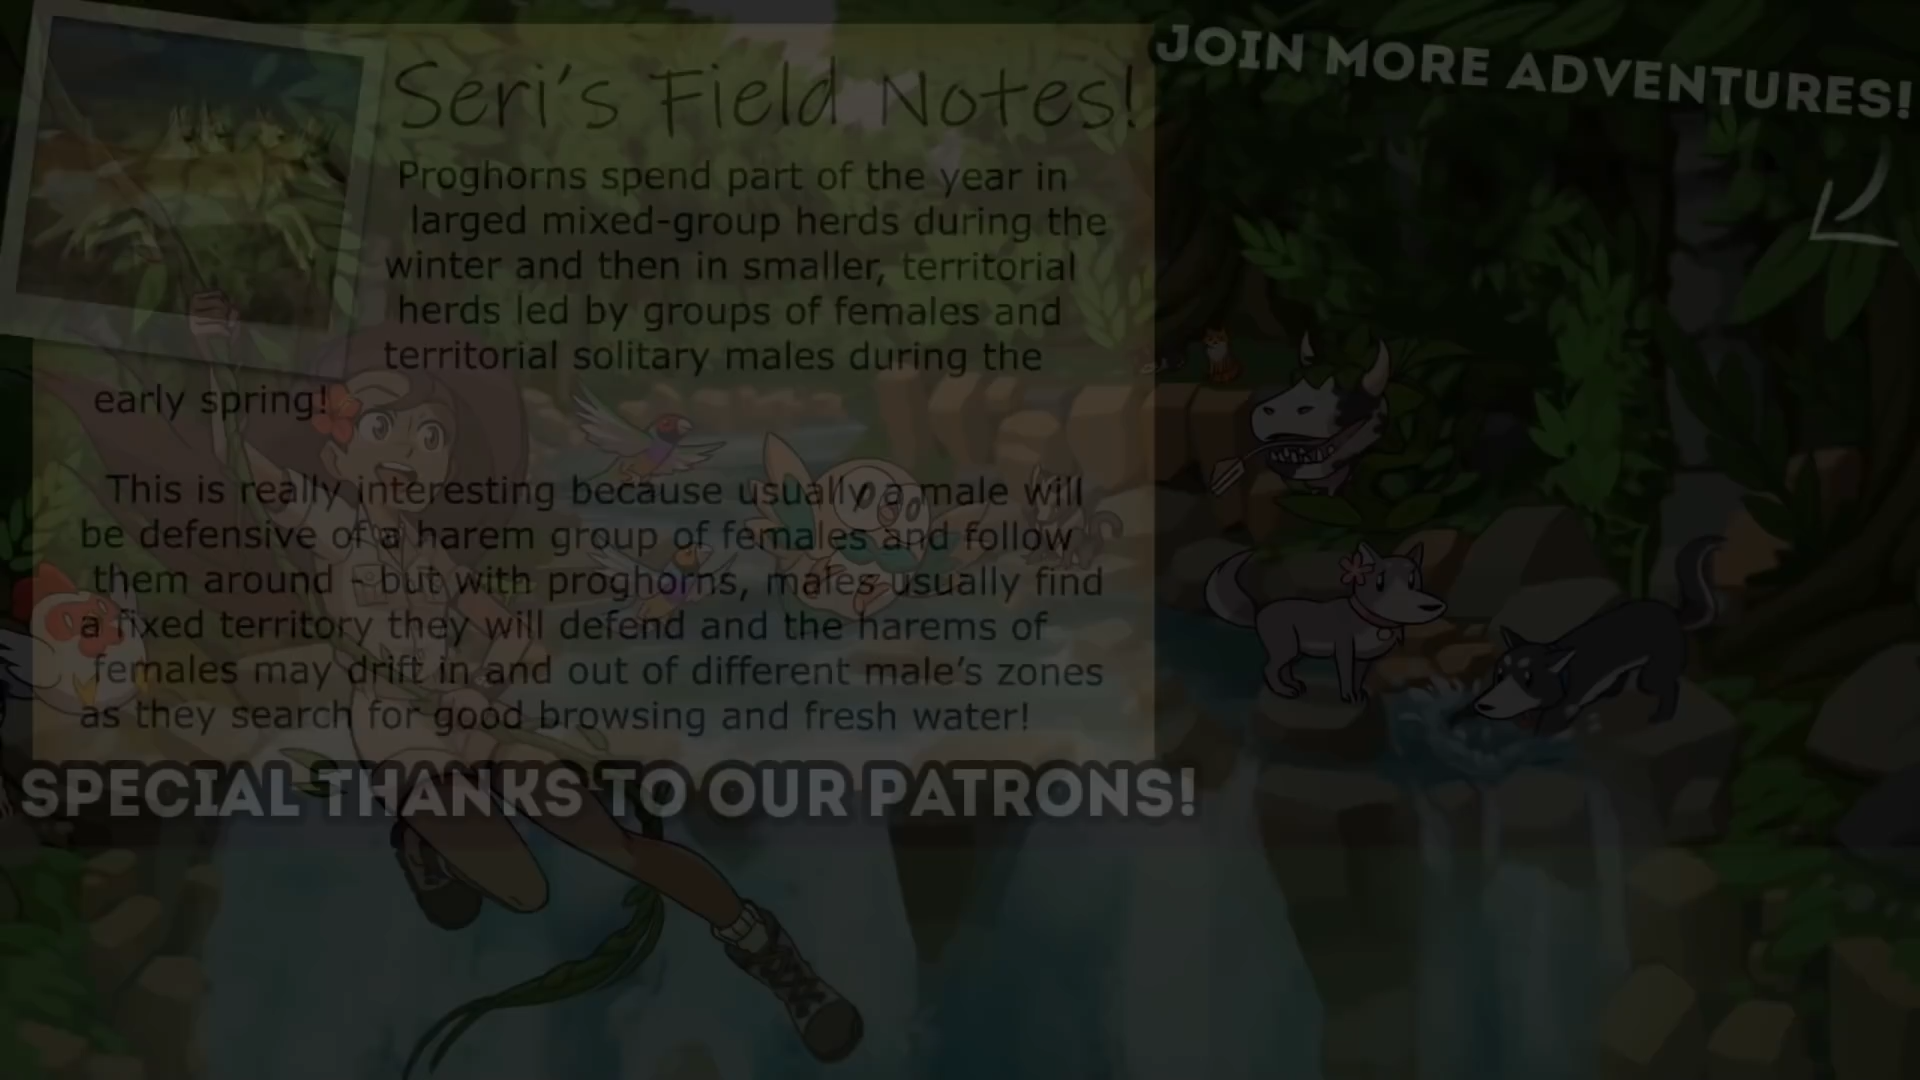 JOIN MORE ADVENTURES!
Seri's Field Notes!
Proghorns spend part of the year in
larged mixed-group herds during the
winter and then in smaller, territorial
herds led by groups of females and
territorial solitary males during the
early spring!
This is really interesting because usually a male will
be defensive of a harem group of females and follow
them around - but with proghorns, males usually find
a fixed territory they will defend and the harems of
females may drift in and out of different male's zones
as they search for good browsing and fresh water!
SPECIAL THANKS TO OUR PATRONS!